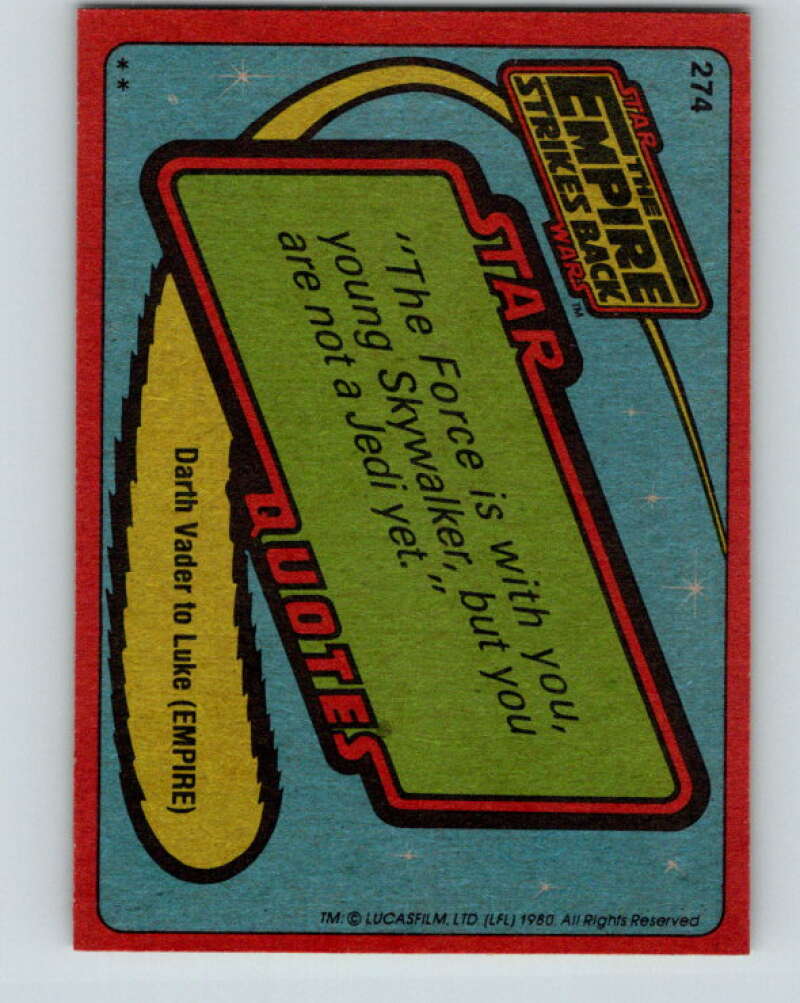 274
STAR
THE
EMPIRE
STRIKES BACK
WARS™
STAR
"The Force is with you,
young Skywalker, but you
are not a Jedi yet."
QUOTES
Darth Vader to Luke (EMPIRE)
**
TM: © LUCASFILM, LTD. (LFL) 1980. All Rights Reserved